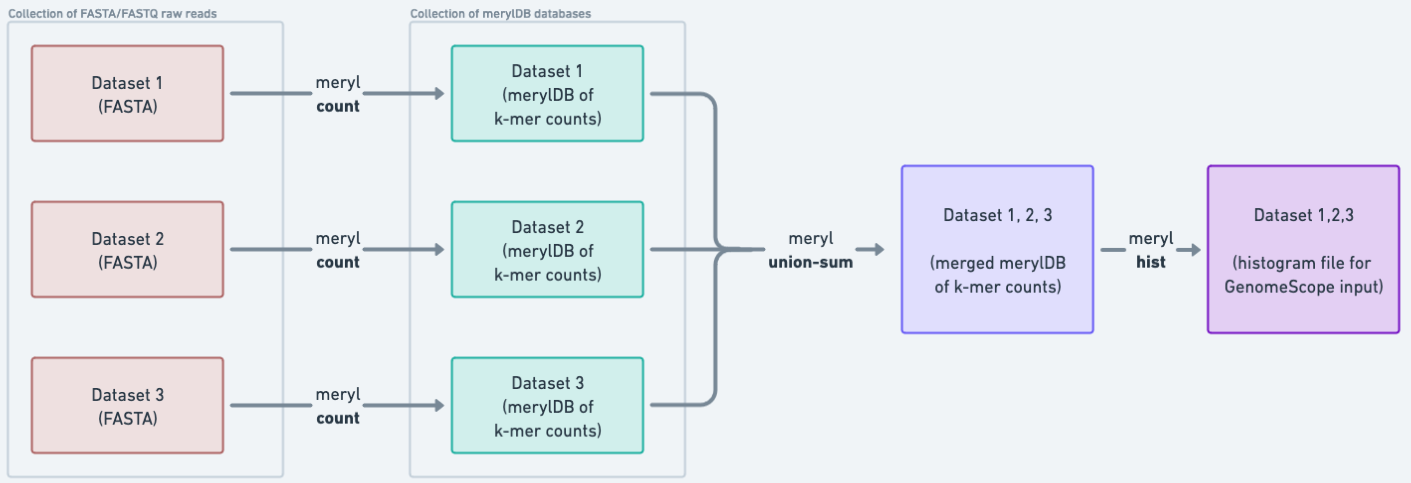 Collection of FASTA/FASTQ raw reads
Collection of merylDB databases
Dataset 1
(FASTA)
meryl
count
Dataset 1
(merylDB of
k-mer counts)
Dataset 2
(FASTA)
meryl
count
Dataset 2
(merylDB of
k-mer counts)
Dataset 3
(FASTA)
meryl
count
Dataset 3
(merylDB of
k-mer counts)
meryl
union-sum
Dataset 1, 2, 3
(merged merylDB
of k-mer counts)
meryl
hist
Dataset 1,2,3
(histogram file for
GenomeScope input)